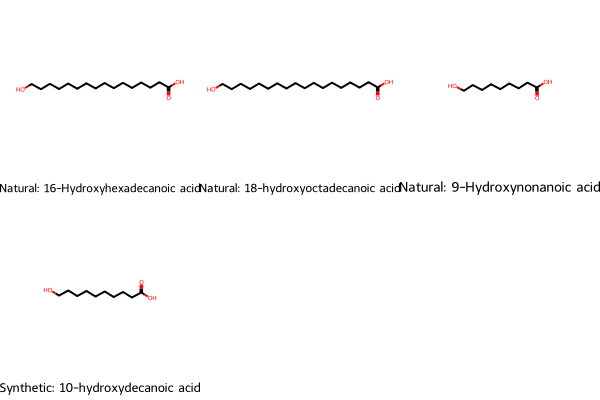 HO OH O HO OH O HO OH O
Natural: 16-Hydroxyhexadecanoic acid Natural: 18-hydroxyoctadecanoic acid Natural: 9-Hydroxynonanoic acid
HO O OH
Synthetic: 10-hydroxydecanoic acid